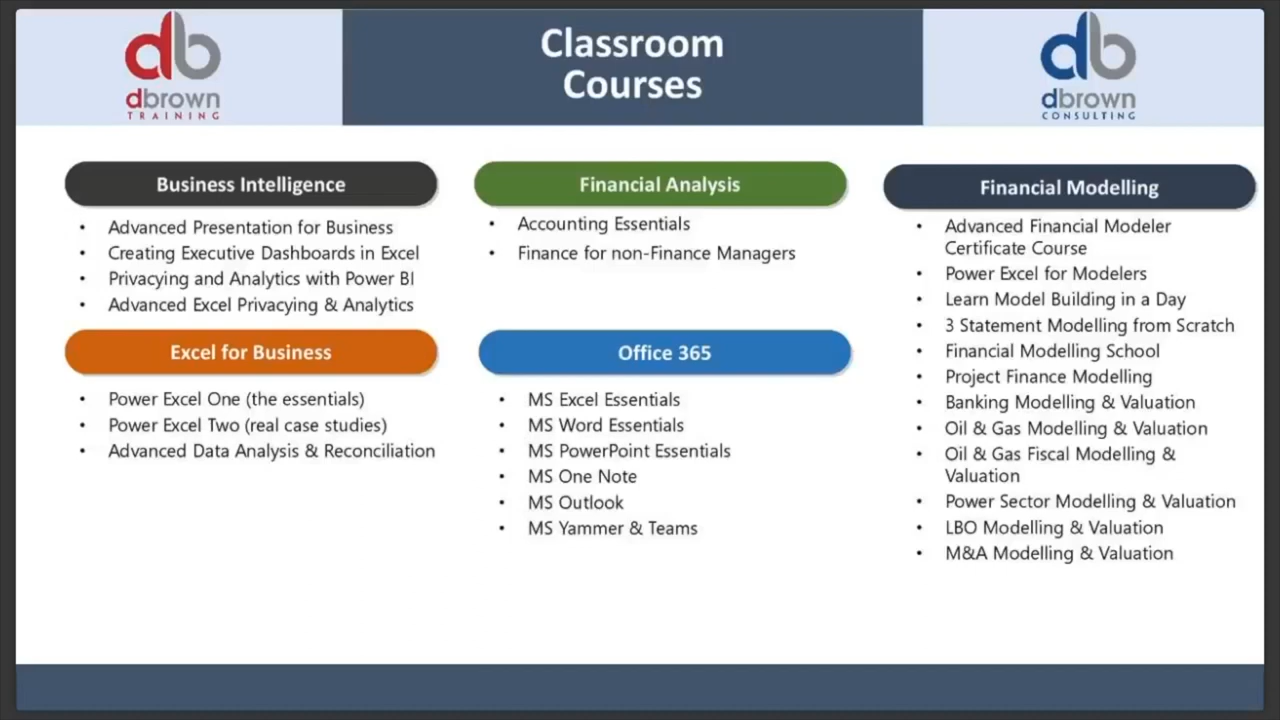 db
dbrown
TRAINING
Classroom
Courses
db
dbrown
CONSULTING
Business Intelligence
• Advanced Presentation for Business
• Creating Executive Dashboards in Excel
• Privacying and Analytics with Power BI
• Advanced Excel Privacying & Analytics
Excel for Business
• Power Excel One (the essentials)
• Power Excel Two (real case studies)
• Advanced Data Analysis & Reconciliation
Financial Analysis
• Accounting Essentials
• Finance for non-Finance Managers
Office 365
• MS Excel Essentials
• MS Word Essentials
• MS PowerPoint Essentials
• MS One Note
• MS Outlook
• MS Yammer & Teams
Financial Modelling
• Advanced Financial Modeler
Certificate Course
• Power Excel for Modelers
• Learn Model Building in a Day
• 3 Statement Modelling from Scratch
• Financial Modelling School
• Project Finance Modelling
• Banking Modelling & Valuation
• Oil & Gas Modelling & Valuation
• Oil & Gas Fiscal Modelling &
Valuation
• Power Sector Modelling & Valuation
• LBO Modelling & Valuation
• M&A Modelling & Valuation